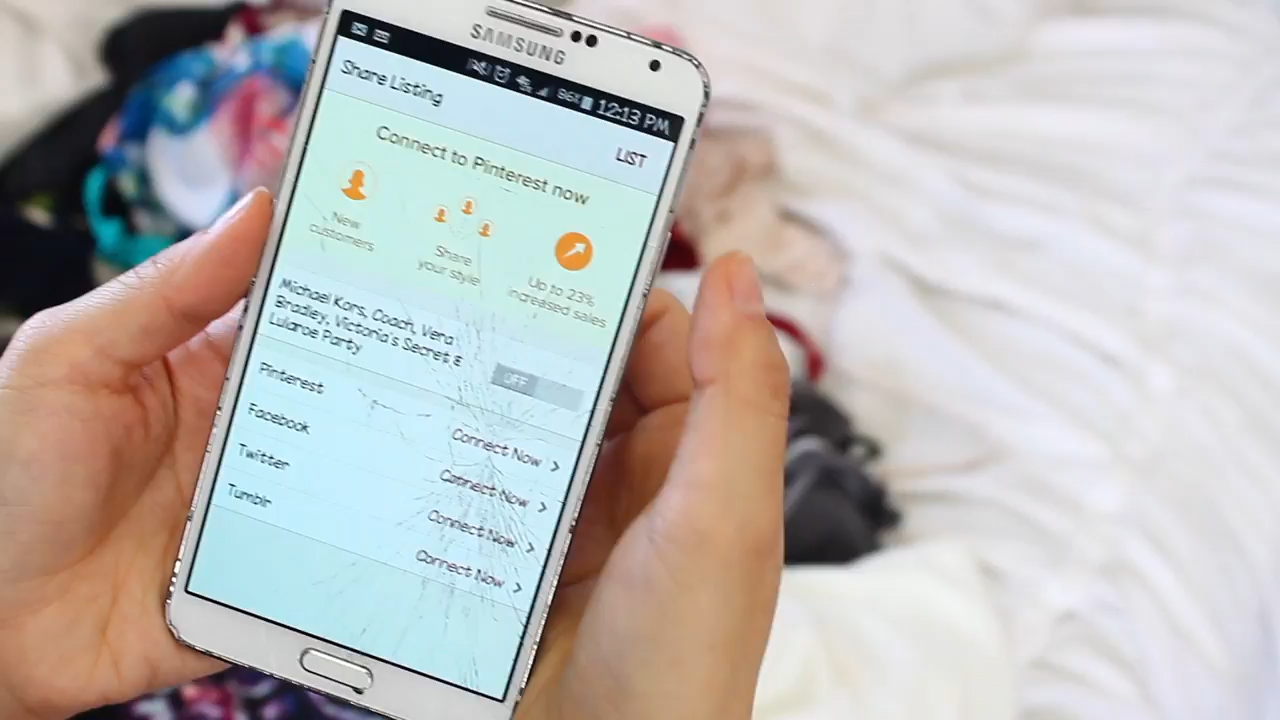 SAMSUNG
86% 12:13 PM
Share Listing
LIST
Connect to Pinterest now
New
customers
Share
your style
Up to 23%
increased sales
Michael Kors, Coach, Vera
Bradley, Victoria's Secret, &
Lularoe Party
OFF
Pinterest
Connect Now >
Facebook
Connect Now >
Twitter
Connect Now >
Tumblr
Connect Now >